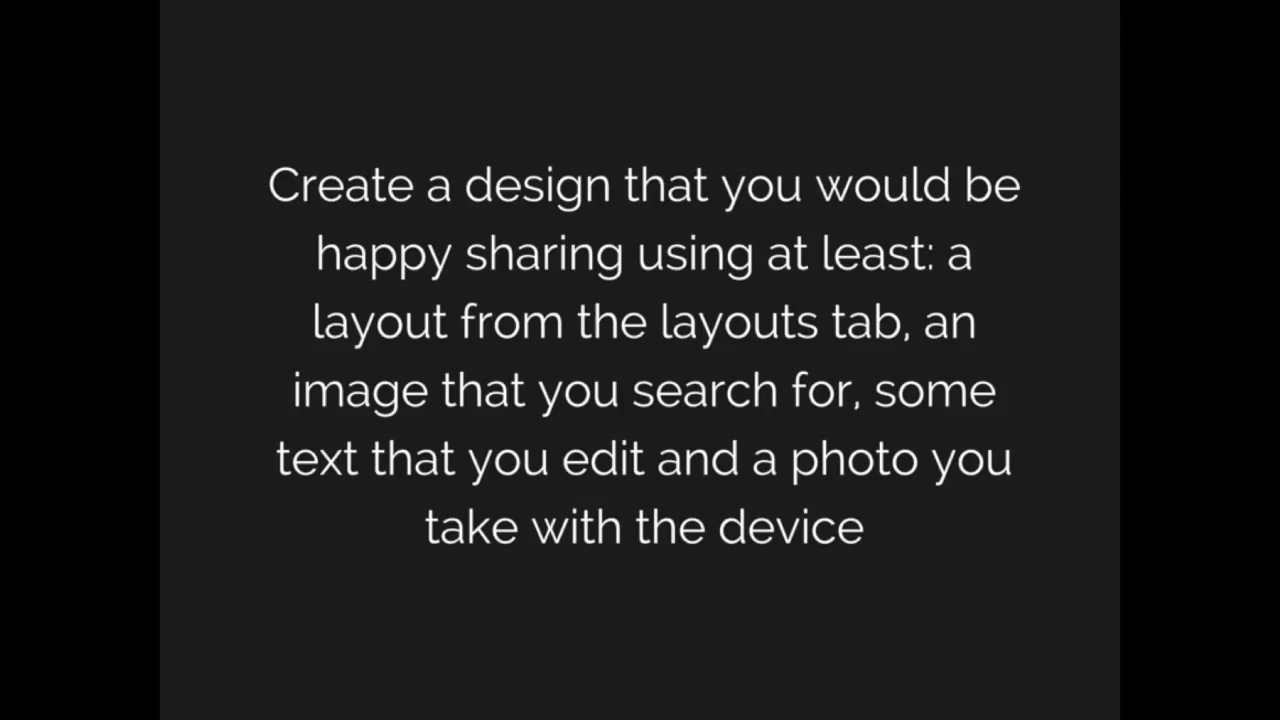 Create a design that you would be
happy sharing using at least: a
layout from the layouts tab, an
image that you search for, some
text that you edit and a photo you
take with the device